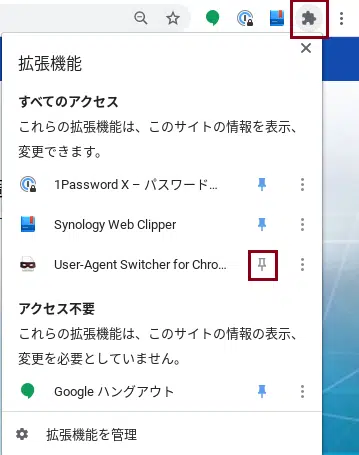 拡張機能
すべてのアクセス
これらの拡張機能は、このサイトの情報を表示、
変更できます。
1Password X – パスワード…
Synology Web Clipper
User-Agent Switcher for Chro…
アクセス不要
これらの拡張機能は、このサイトの情報の表示、
変更を必要としていません。
Google ハングアウト
拡張機能を管理